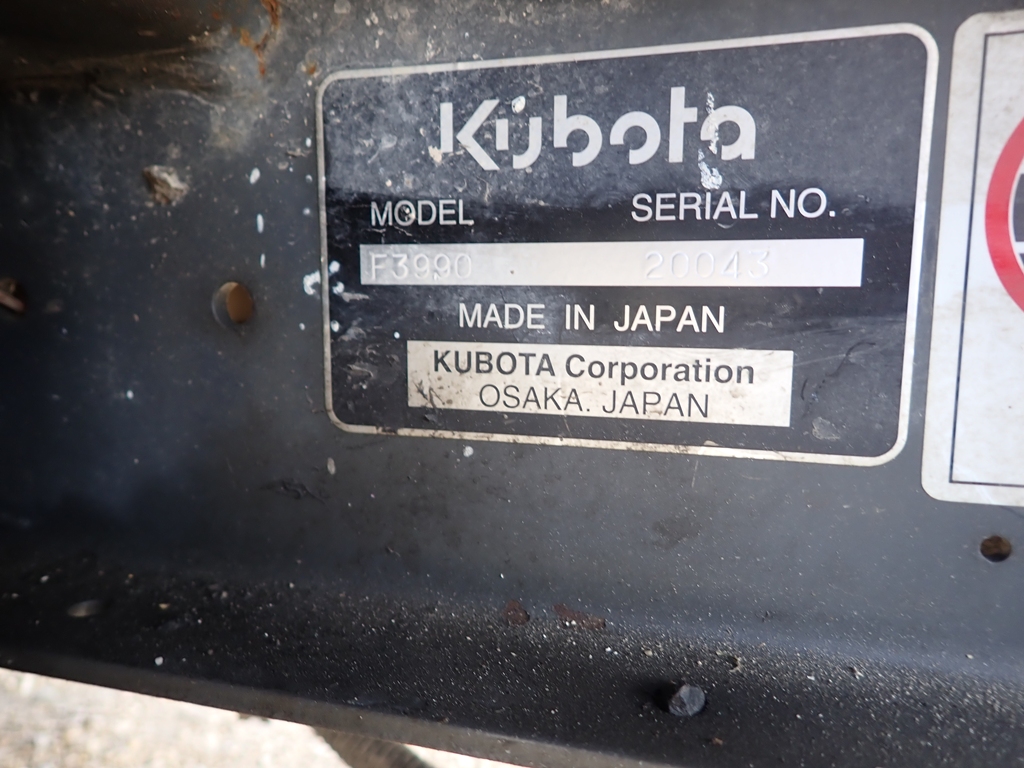 Kubota
MODEL SERIAL NO.
F3990 20043
MADE IN JAPAN
KUBOTA Corporation
OSAKA. JAPAN